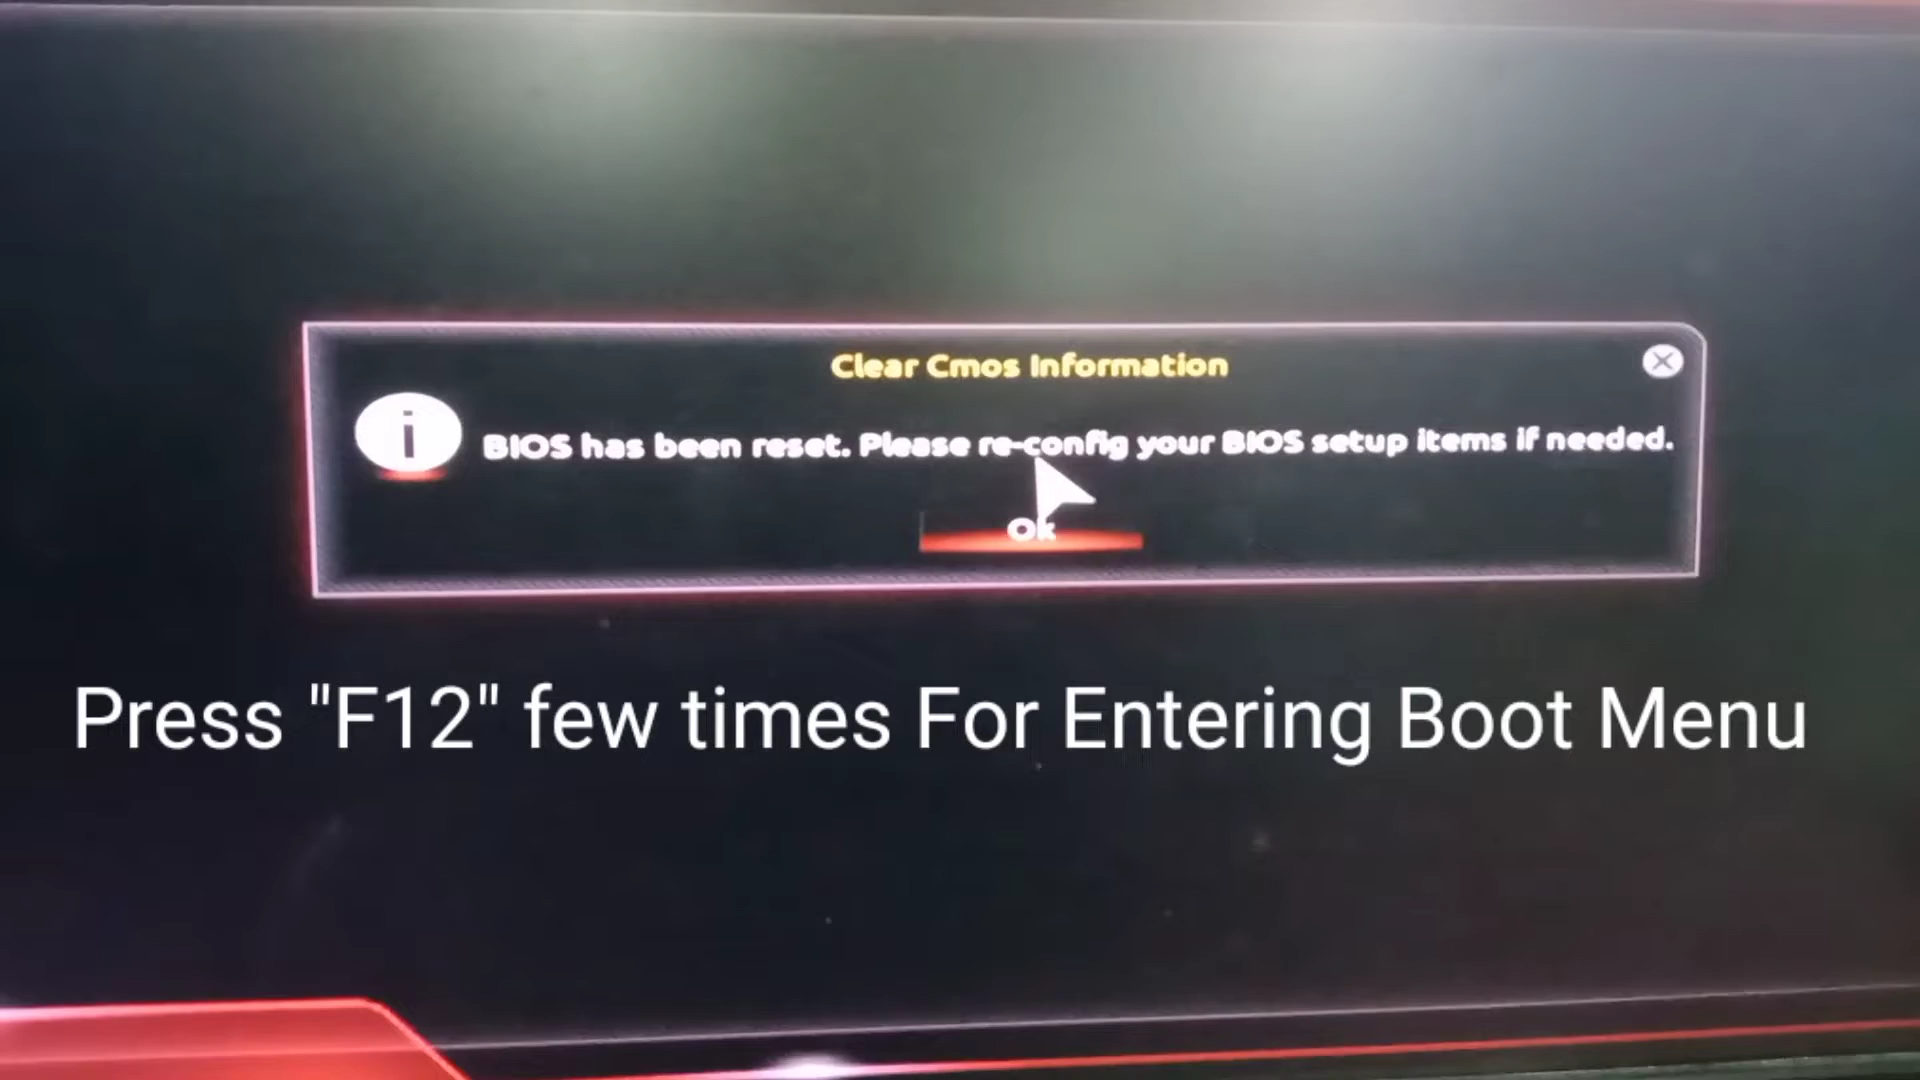 Clear Cmos Information
BIOS has been reset. Please re-config your BIOS setup items if needed.
Ok
Press "F12" few times For Entering Boot Menu